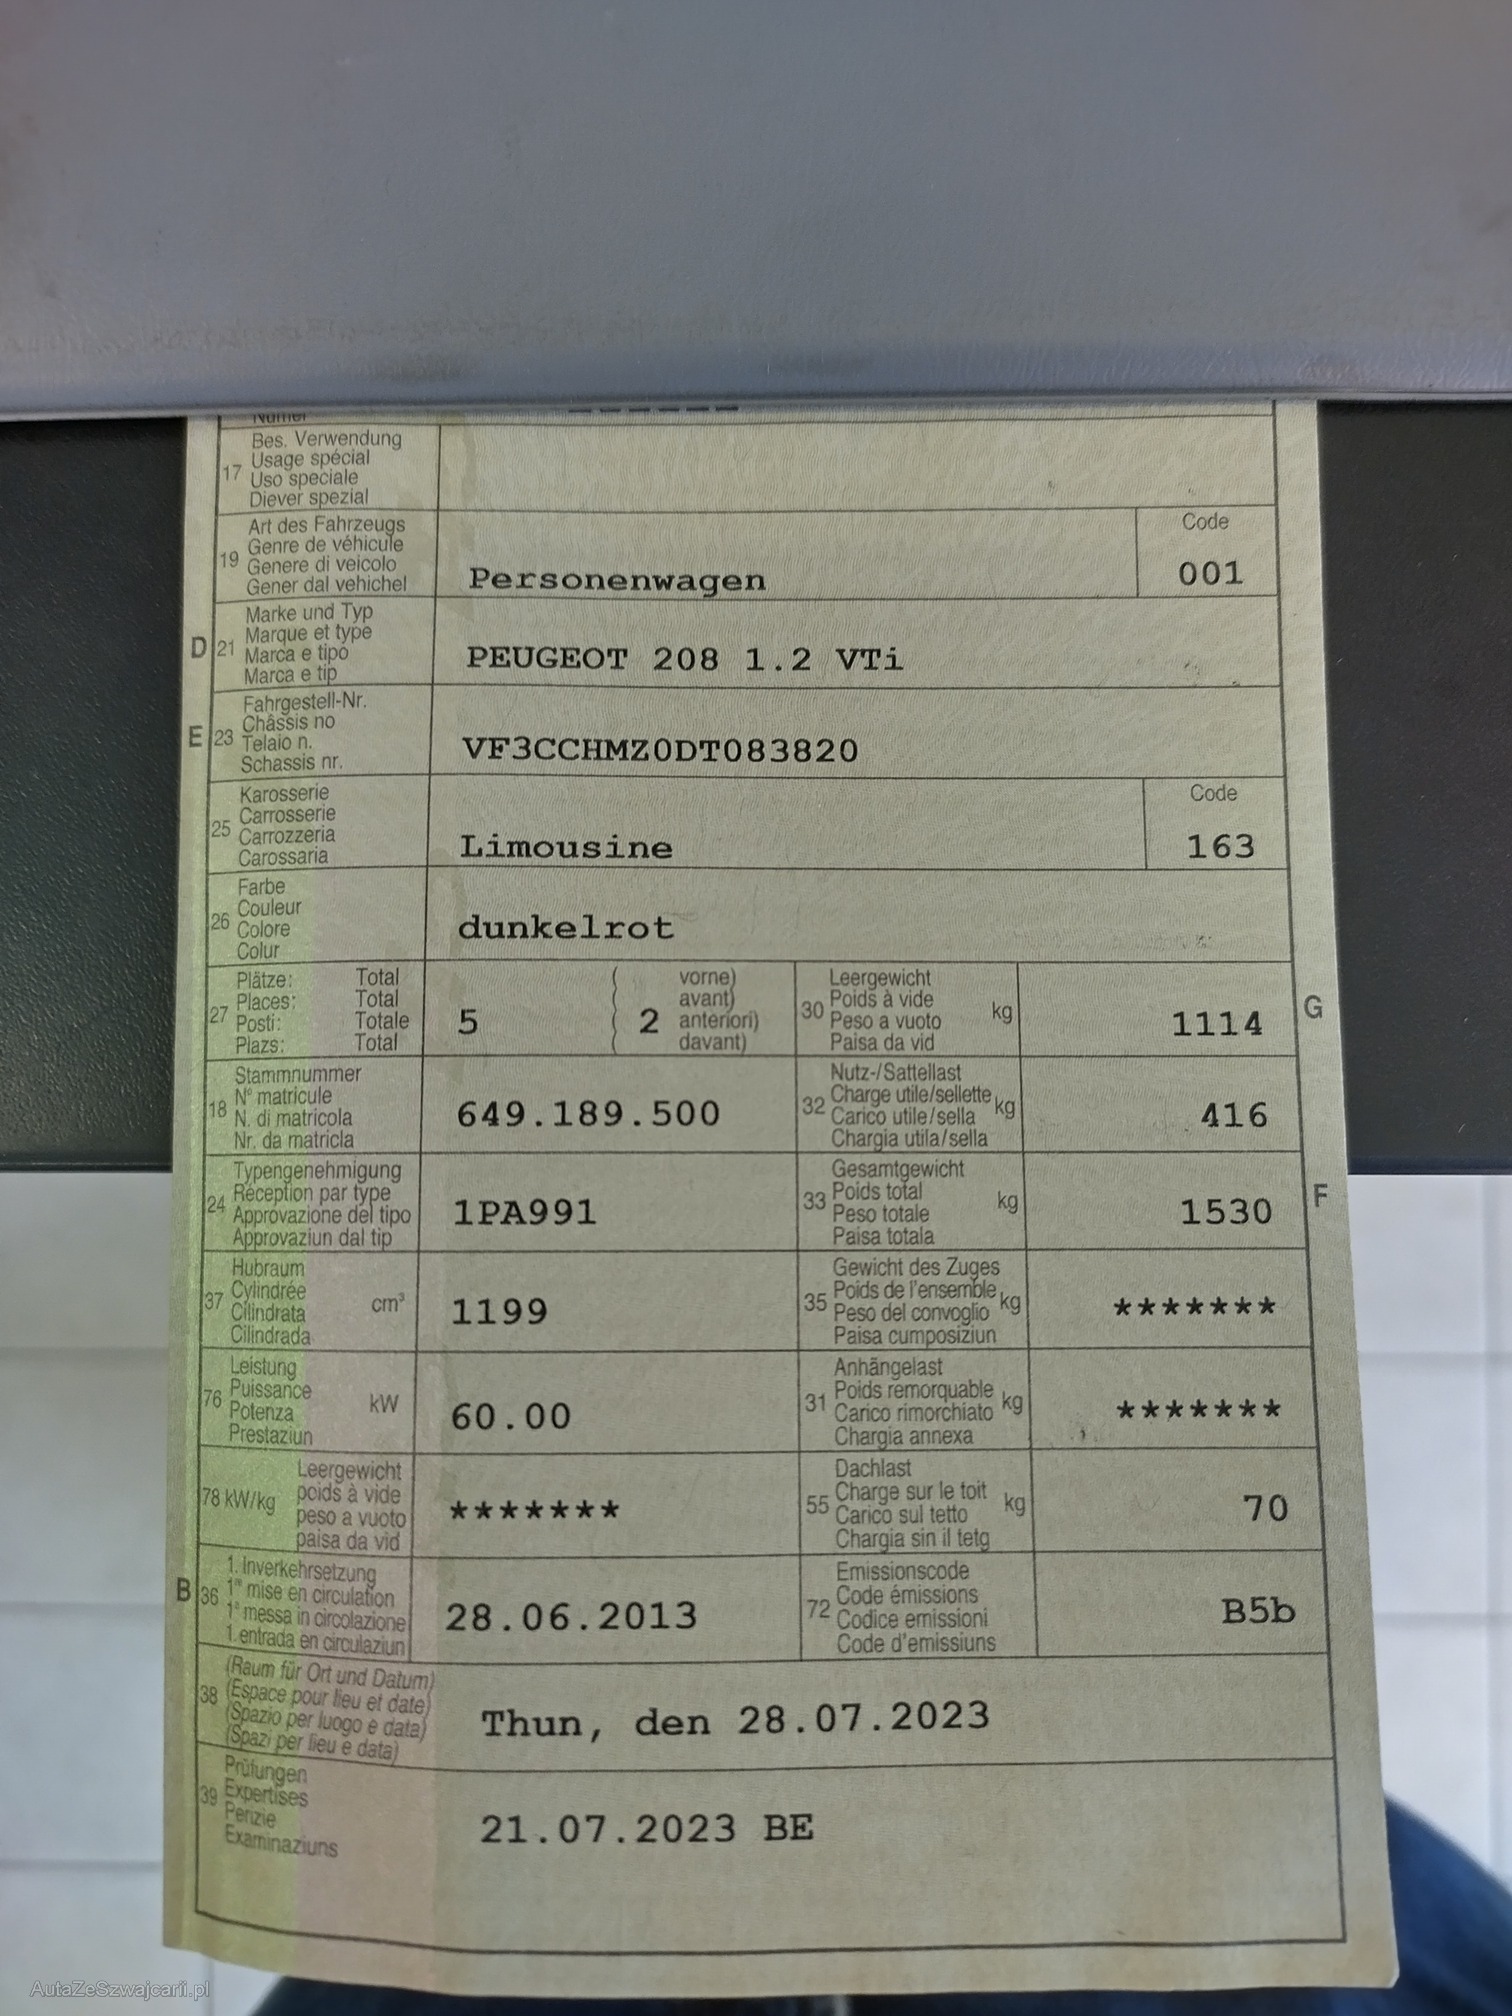 Numer
17 Bes. Verwendung
Usage spécial
Uso speciale
Diever spezial
19 Art des Fahrzeugs
Genre de véhicule
Genere di veicolo
Gener dal vehichel
Personenwagen
Code
001
D 21 Marke und Typ
Marque et type
Marca e tipo
Marca e tip
PEUGEOT 208 1.2 VTi
E 23 Fahrgestell-Nr.
Châssis no
Telaio n.
Schassis nr.
VF3CCHMZ0DT083820
25 Karosserie
Carrosserie
Carrozzeria
Carossaria
Limousine
Code
163
26 Farbe
Couleur
Colore
Colur
dunkelrot
27 Plätze: Total
Places: Total
Posti: Totale
Plazs: Total
5
( 2 vorne)
( avant)
( anteriori)
( davant)
30 Leergewicht
Poids à vide
Peso a vuoto
Paisa da vid
kg
1114
G
18 Stammnummer
N° matricule
N. di matricola
Nr. da matricla
649.189.500
32 Nutz-/Sattellast
Charge utile/sellette
Carico utile/sella
Chargia utila/sella
kg
416
24 Typengenehmigung
Réception par type
Approvazione del tipo
Approvaziun dal tip
1PA991
33 Gesamtgewicht
Poids total
Peso totale
Paisa totala
kg
1530
F
37 Hubraum
Cylindrée
Cilindrata
Cilindrada
cm³
1199
35 Gewicht des Zuges
Poids de l'ensemble
Peso del convoglio
Paisa cumposiziun
kg
*******
76 Leistung
Puissance
Potenza
Prestaziun
kW
60.00
31 Anhängelast
Poids remorquable
Carico rimorchiato
Chargia annexa
kg
*******
78 kW/kg Leergewicht
poids à vide
peso a vuoto
paisa da vid
*******
55 Dachlast
Charge sur le toit
Carico sul tetto
Chargia sin il tetg
kg
70
B 36 1. Inverkehrsetzung
1re mise en circulation
1a messa in circolazione
1. entrada en circulaziun
28.06.2013
72 Emissionscode
Code émissions
Codice emissioni
Code d'emissiuns
B5b
38 (Raum für Ort und Datum)
(Espace pour lieu et date)
(Spazio per luogo e data)
(Spazi per lieu e data)
Thun, den 28.07.2023
39 Prüfungen
Expertises
Perizie
Examinaziuns
21.07.2023 BE
AutaZeSzwajcarii.pl